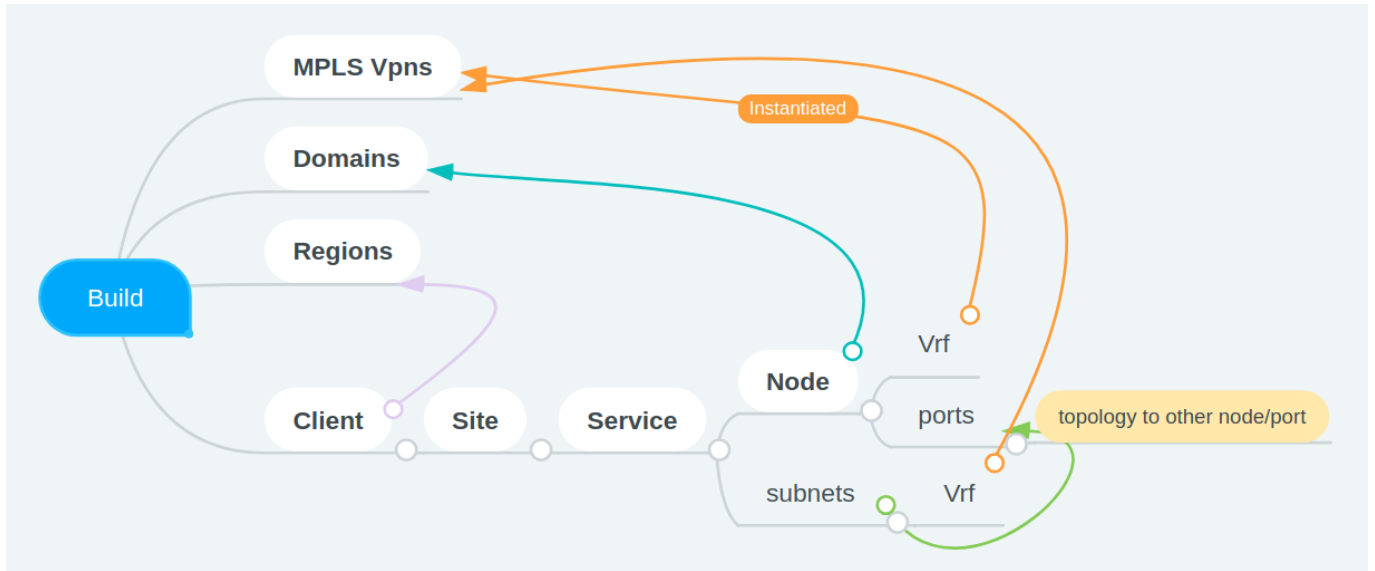 MPLS Vpns
Instantiated
Domains
Regions
Build
Vrf
Node
ports
topology to other node/port
Client
Site
Service
subnets
Vrf